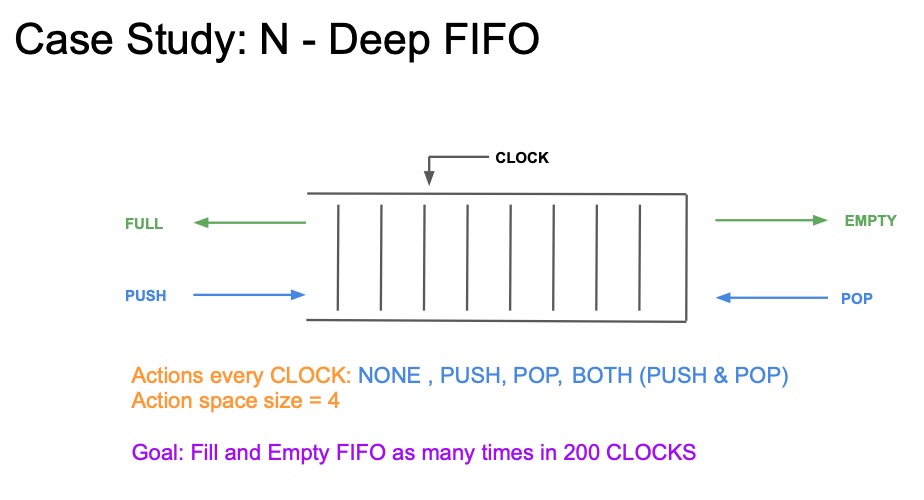 Case Study: N - Deep FIFO
CLOCK
FULL
EMPTY
PUSH
POP
Actions every CLOCK: NONE , PUSH, POP, BOTH (PUSH & POP)
Action space size = 4
Goal: Fill and Empty FIFO as many times in 200 CLOCKS